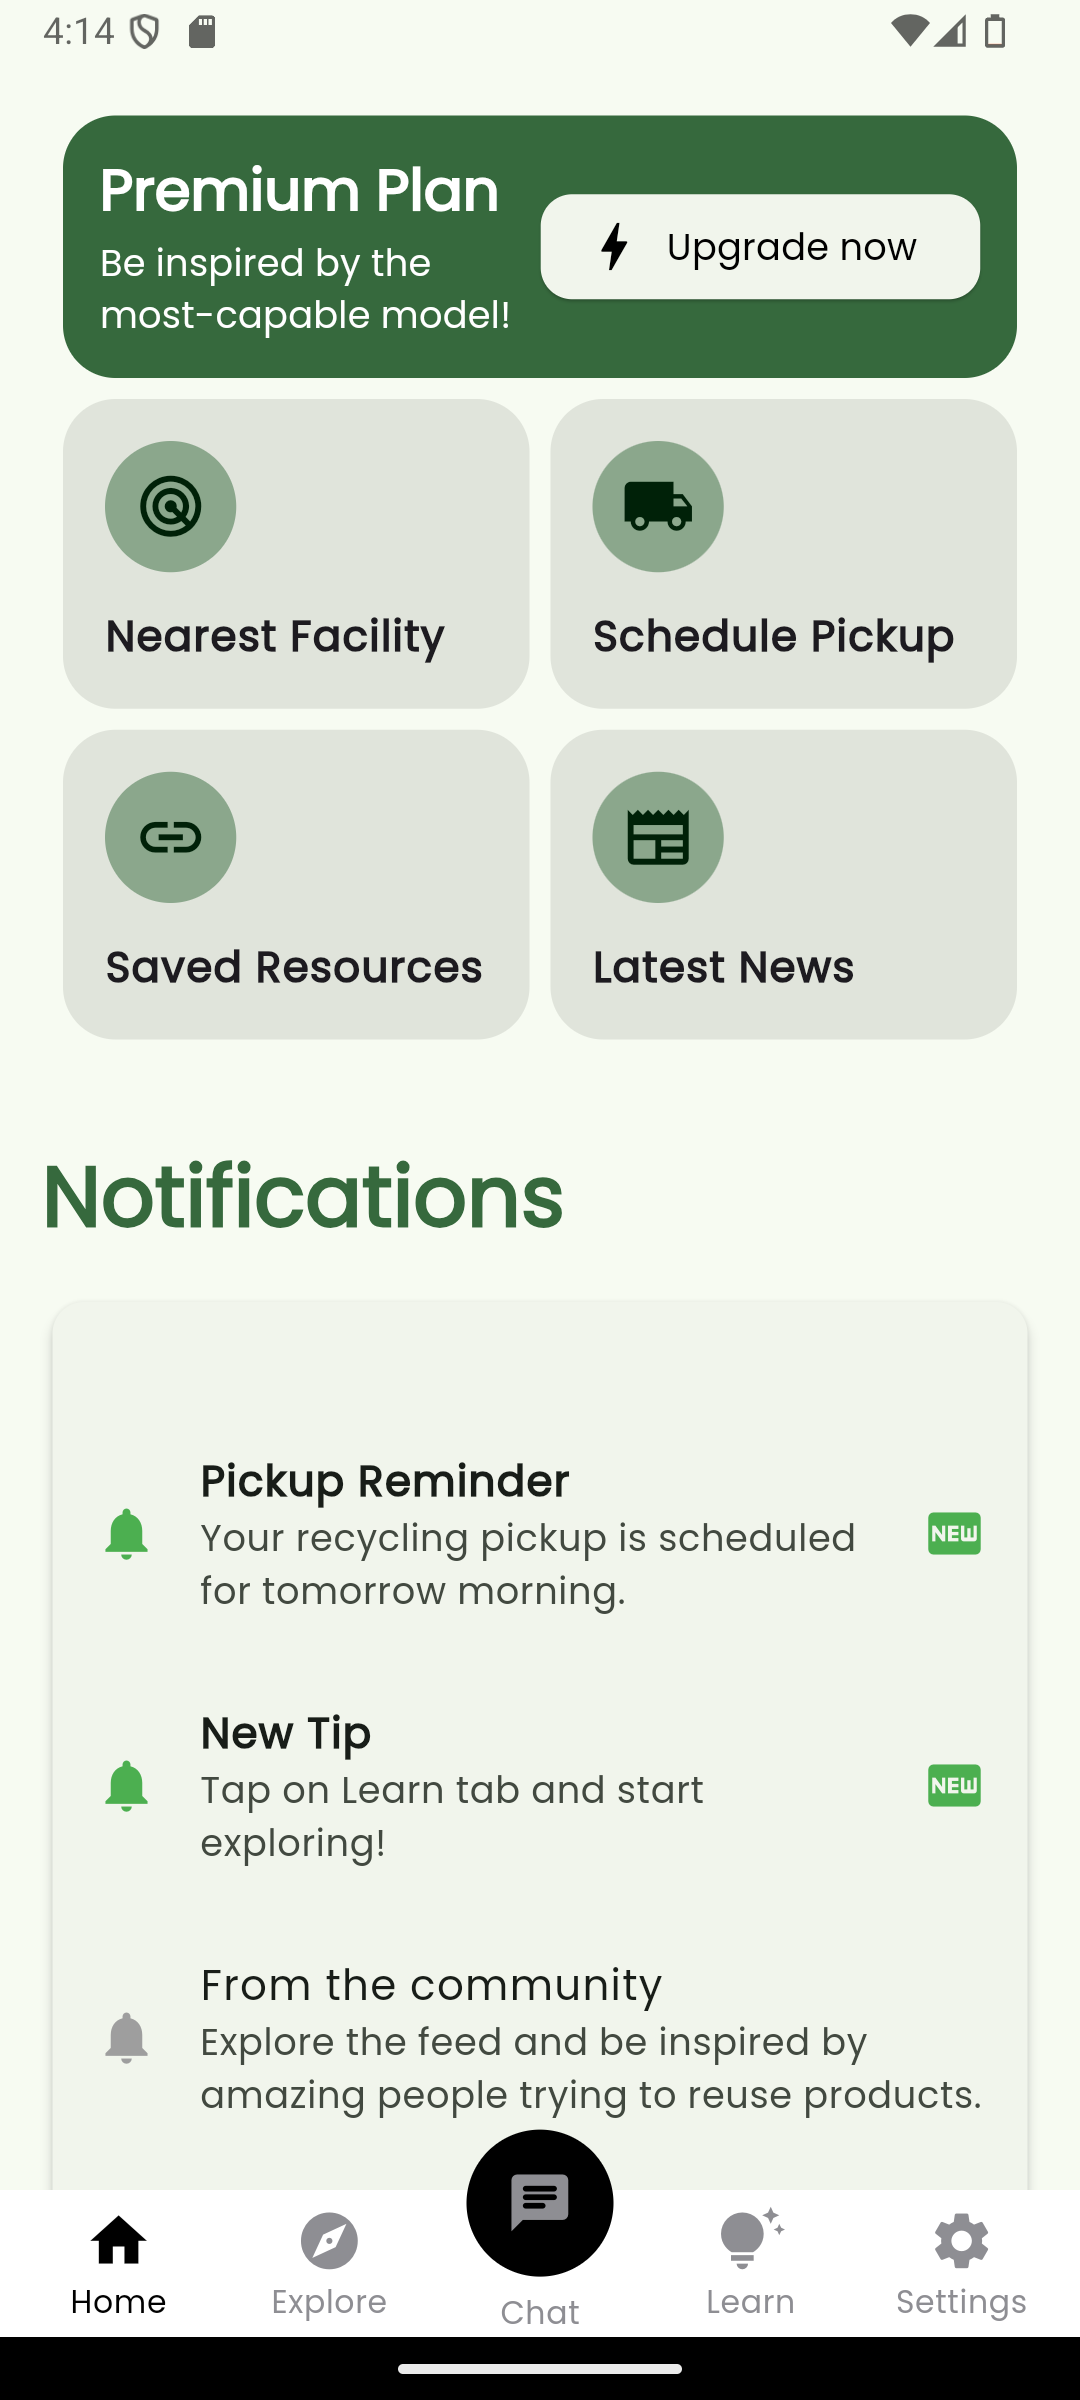 4:14
Premium Plan
Be inspired by the
most-capable model!
Upgrade now
Nearest Facility
Schedule Pickup
Saved Resources
Latest News
Notifications
Pickup Reminder
Your recycling pickup is scheduled
for tomorrow morning.
NEW
New Tip
Tap on Learn tab and start
exploring!
NEW
From the community
Explore the feed and be inspired by
amazing people trying to reuse products.
Home
Explore
Chat
Learn
Settings